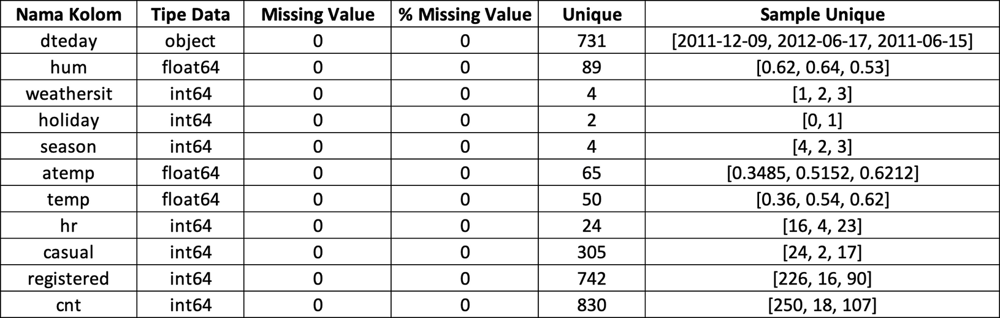 Nama Kolom Tipe Data Missing Value % Missing Value Unique Sample Unique
dteday object 0 0 731 [2011-12-09, 2012-06-17, 2011-06-15]
hum float64 0 0 89 [0.62, 0.64, 0.53]
weathersit int64 0 0 4 [1, 2, 3]
holiday int64 0 0 2 [0, 1]
season int64 0 0 4 [4, 2, 3]
atemp float64 0 0 65 [0.3485, 0.5152, 0.6212]
temp float64 0 0 50 [0.36, 0.54, 0.62]
hr int64 0 0 24 [16, 4, 23]
casual int64 0 0 305 [24, 2, 17]
registered int64 0 0 742 [226, 16, 90]
cnt int64 0 0 830 [250, 18, 107]